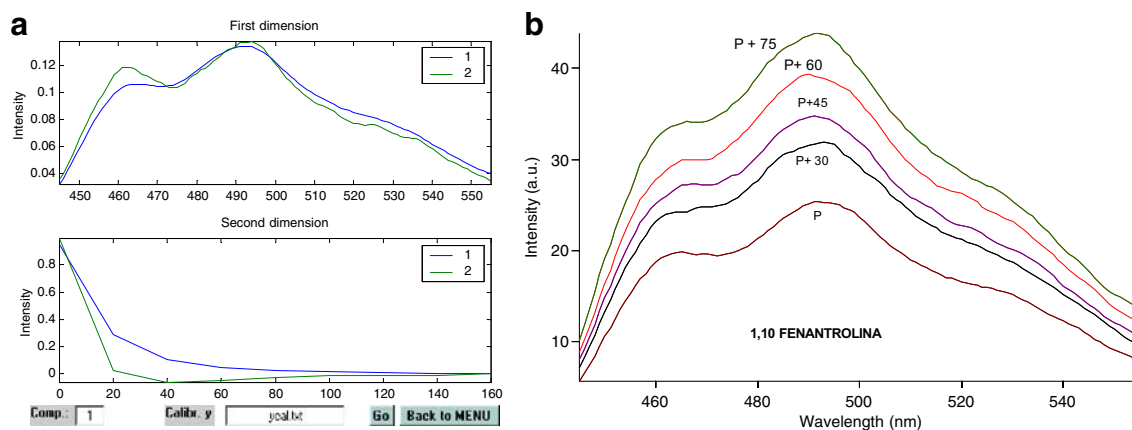 a
First dimension
Intensity
0.12
0.1
0.08
0.06
0.04
1
2
450 460 470 480 490 500 510 520 530 540 550
Second dimension
Intensity
0.8
0.6
0.4
0.2
0
1
2
0 20 40 60 80 100 120 140 160
Comp.: 1 Calibr. y ycal.txt Go Back to MENU
b
Intensity (a.u.)
40
30
20
10
P + 75
P+ 60
P+45
P+ 30
P
1,10 FENANTROLINA
460 480 500 520 540
Wavelength (nm)